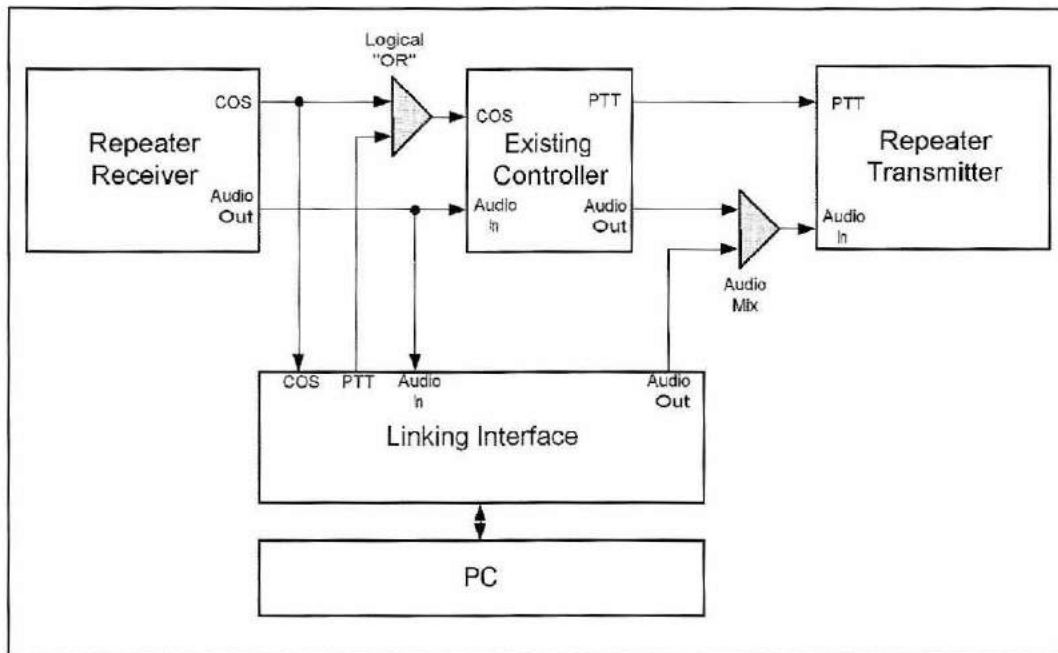 Logical
"OR"
COS
Repeater
Receiver
Audio
Out
COS
PTT
Existing
Controller
Audio
In
Audio
Out
PTT
Repeater
Transmitter
Audio
In
Audio
Mix
COS
PTT
Audio
In
Audio
Out
Linking Interface
PC